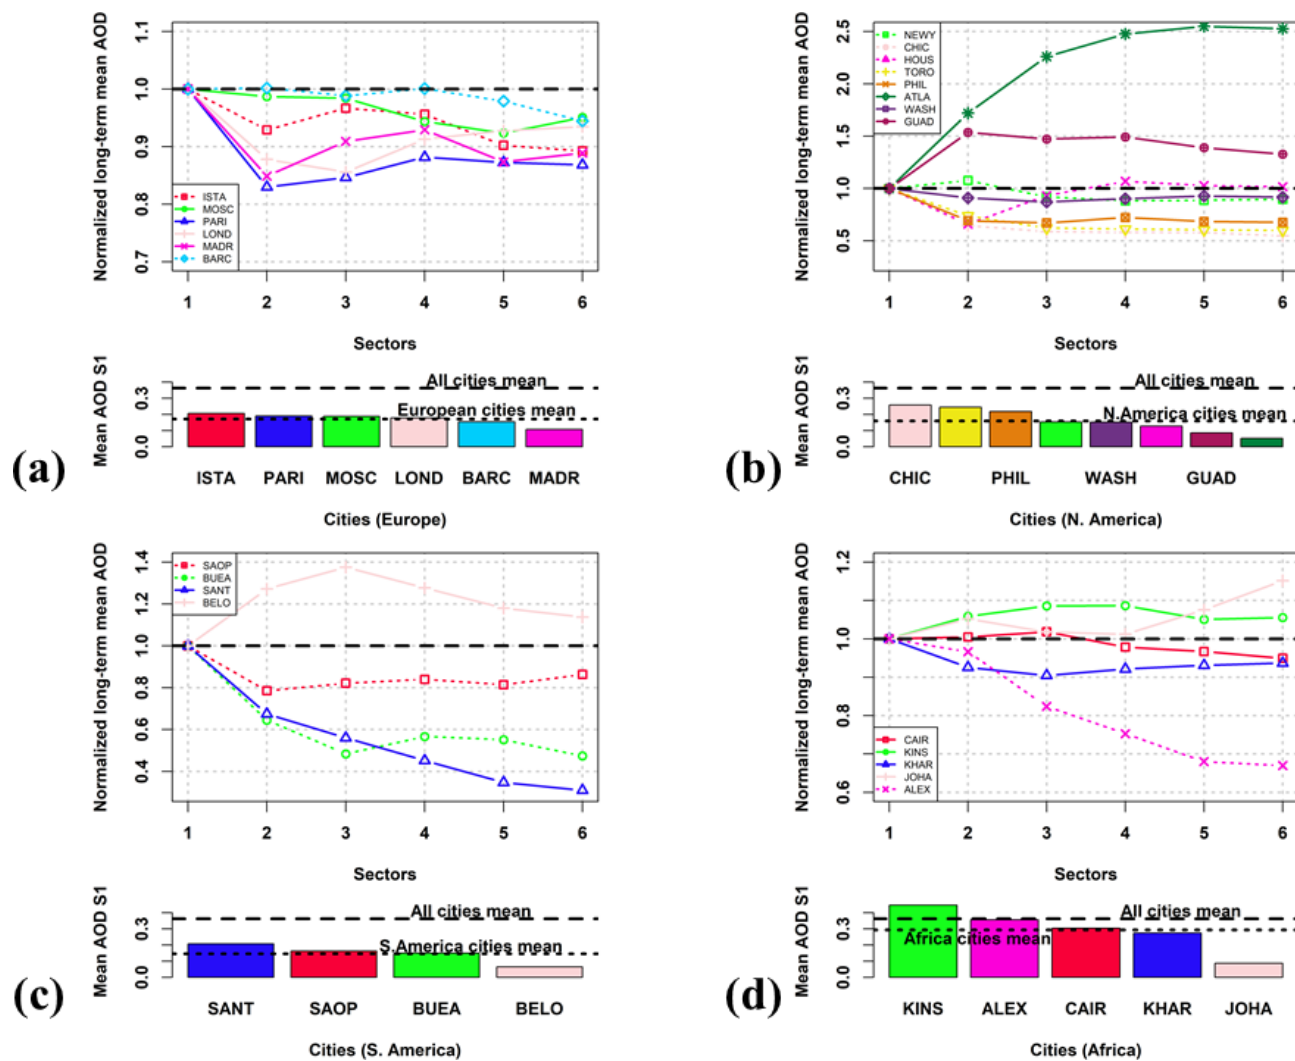 Normalized long-term mean AOD
1.1
1.0
0.9
0.8
0.7
ISTA
MOSC
PARI
LOND
MADR
BARC
1 2 3 4 5 6
Sectors
Mean AOD S1
0.3
0.0
All cities mean
European cities mean
(a)
ISTA PARI MOSC LOND BARC MADR
Cities (Europe)
Normalized long-term mean AOD
2.5
2.0
1.5
1.0
0.5
NEWY
CHIC
HOUS
TORO
PHIL
ATLA
WASH
GUAD
1 2 3 4 5 6
Sectors
Mean AOD S1
0.3
0.0
All cities mean
N.America cities mean
(b)
CHIC PHIL WASH GUAD
Cities (N. America)
Normalized long-term mean AOD
1.4
1.2
1.0
0.8
0.6
0.4
SAOP
BUEA
SANT
BELO
1 2 3 4 5 6
Sectors
Mean AOD S1
0.3
0.0
All cities mean
S.America cities mean
(c)
SANT SAOP BUEA BELO
Cities (S. America)
Normalized long-term mean AOD
1.2
1.0
0.8
0.6
CAIR
KINS
KHAR
JOHA
ALEX
1 2 3 4 5 6
Sectors
Mean AOD S1
0.3
0.0
All cities mean
Africa cities mean
(d)
KINS ALEX CAIR KHAR JOHA
Cities (Africa)